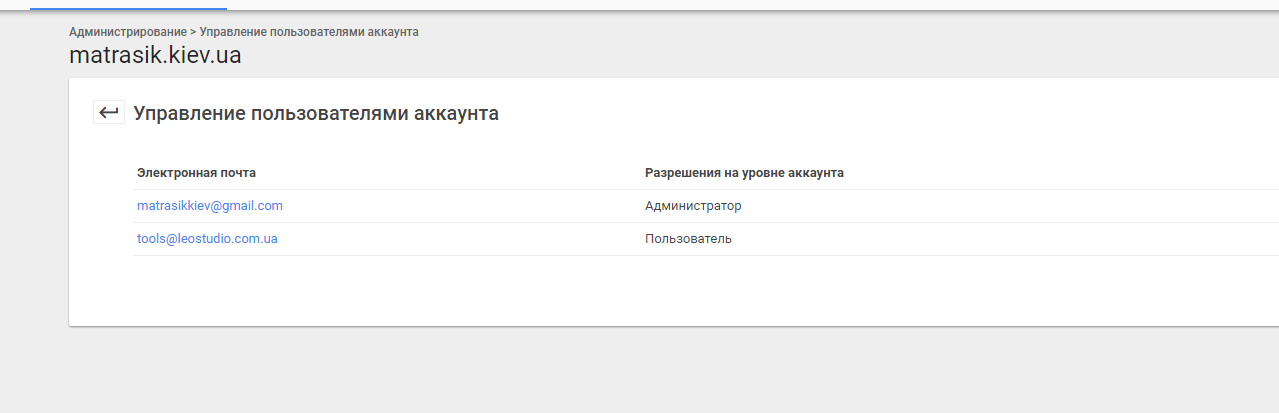 Администрирование > Управление пользователями аккаунта
matrasik.kiev.ua
Управление пользователями аккаунта
Электронная почта Разрешения на уровне аккаунта
matrasikkiev@gmail.com Администратор
tools@leostudio.com.ua Пользователь